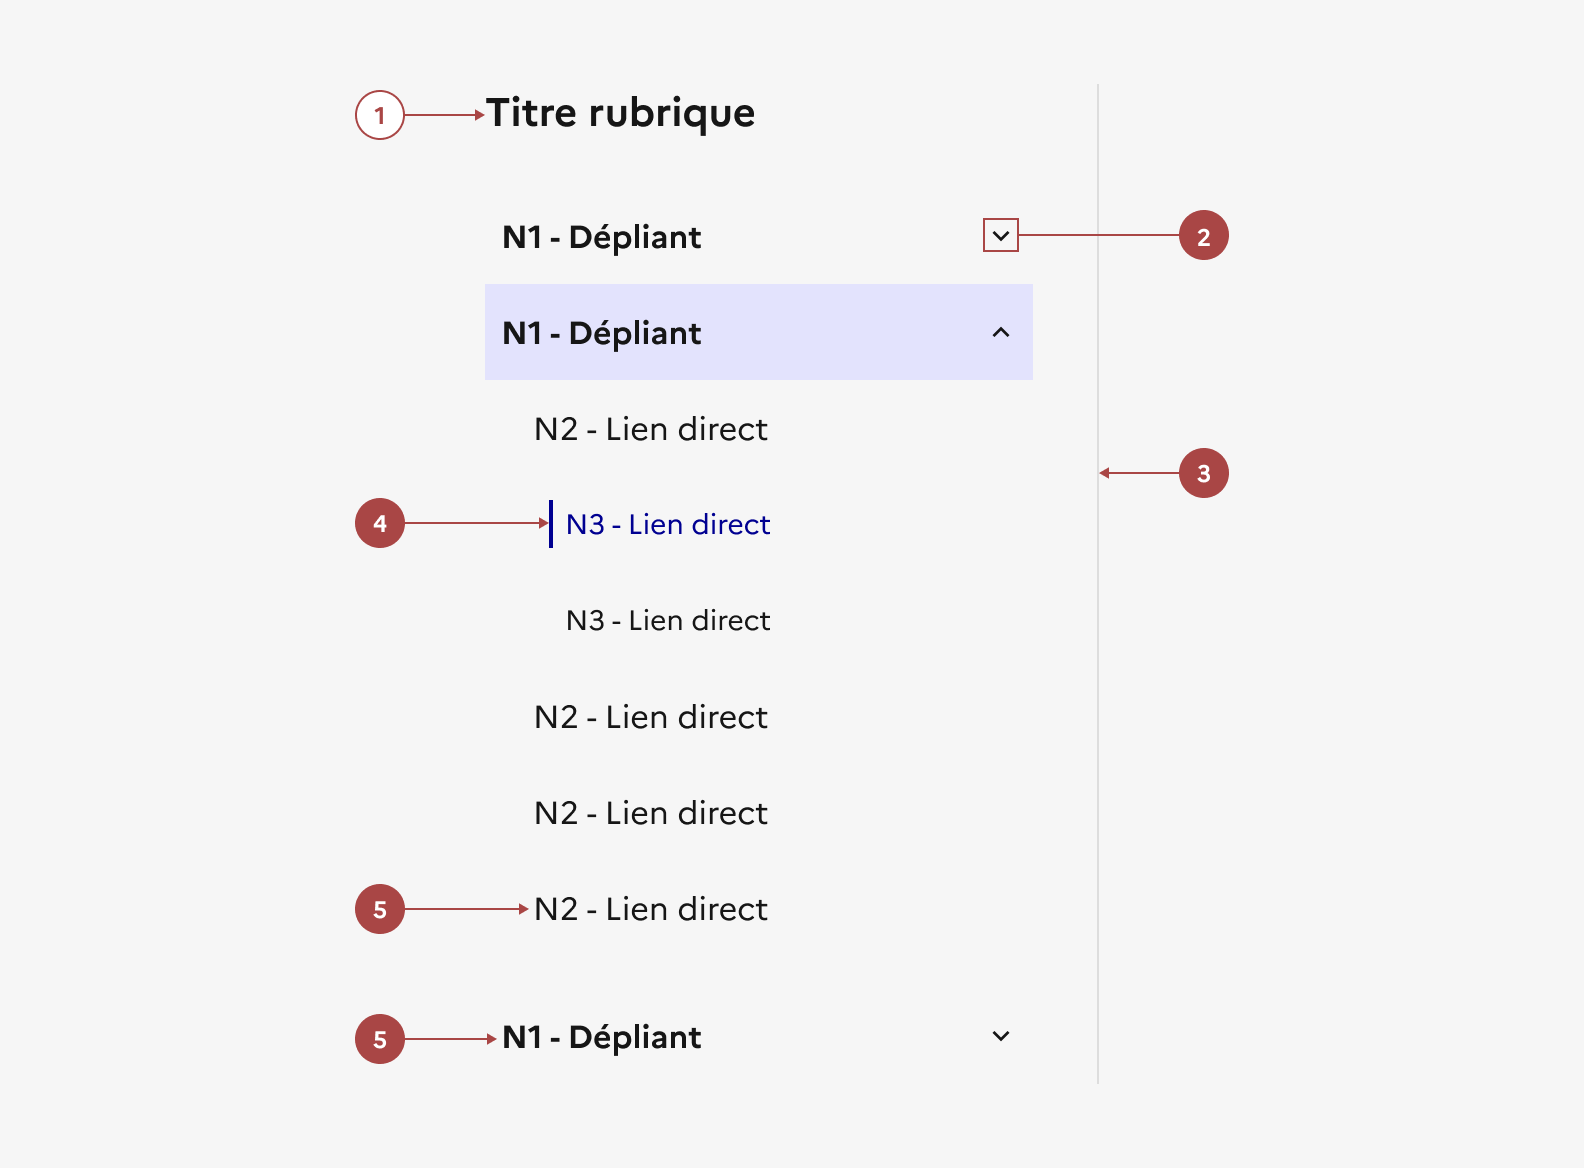 1 Titre rubrique
N1 - Dépliant 2
N1 - Dépliant
N2 - Lien direct
3
4 N3 - Lien direct
N3 - Lien direct
N2 - Lien direct
N2 - Lien direct
5 N2 - Lien direct
5 N1 - Dépliant